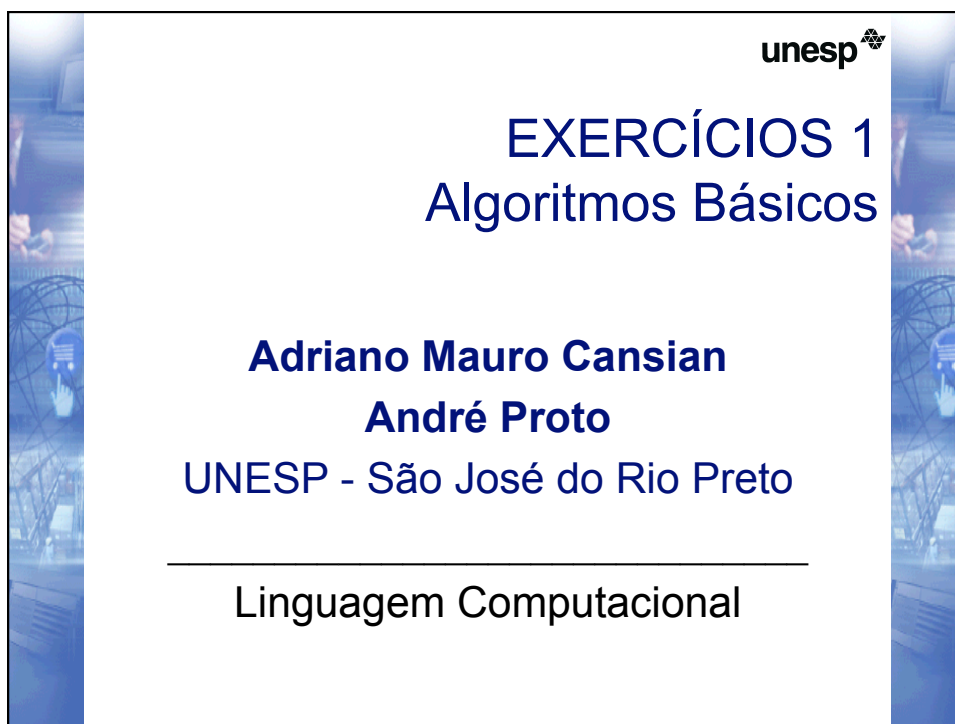 unesp
EXERCÍCIOS 1
Algoritmos Básicos
Adriano Mauro Cansian
André Proto
UNESP - São José do Rio Preto
Linguagem Computacional